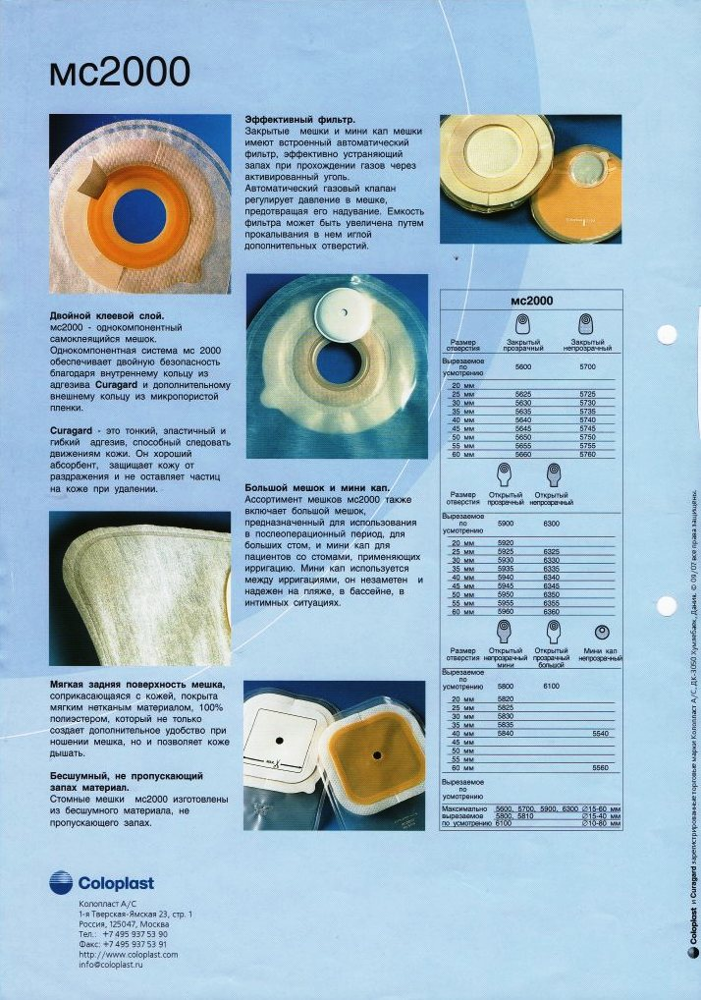 мс2000
Эффективный фильтр.
Закрытые мешки и мини кап мешки
имеют встроенный автоматический
фильтр, эффективно устраняющий
запах при прохождении газов через
активированный уголь.
Автоматический газовый клапан
регулирует давление в мешке,
предотвращая его надувание. Емкость
фильтра может быть увеличена путем
прокалывания в нем иглой
дополнительных отверстий.
Двойной клеевой слой.
мс2000 - однокомпонентный
самоклеящийся мешок.
Однокомпонентная система мс 2000
обеспечивает двойную безопасность
благодаря внутреннему кольцу из
адгезива Curagard и дополнительному
внешнему кольцу из микропористой
пленки.
Curagard - это тонкий, эластичный и
гибкий адгезив, способный следовать
движениям кожи. Он хороший
абсорбент, защищает кожу от
раздражения и не оставляет частиц
на коже при удалении.
Большой мешок и мини кап.
Ассортимент мешков мс2000 также
включает большой мешок,
предназначенный для использования
в послеоперационный период, для
больших стом, и мини кап для
пациентов со стомами, применяющих
ирригацию. Мини кап используется
между ирригациями, он незаметен и
надежен на пляже, в бассейне, в
интимных ситуациях.
Мягкая задняя поверхность мешка,
соприкасающаяся с кожей, покрыта
мягким нетканым материалом, 100%
полиэстером, который не только
создает дополнительное удобство при
ношении мешка, но и позволяет коже
дышать.
Бесшумный, не пропускающий
запах материал.
Стомные мешки мс2000 изготовлены
из бесшумного материала, не
пропускающего запах.
мс2000
Размер Закрытый Закрытый
отверстия прозрачный непрозрачный
Вырезаемое
по 5600 5700
усмотрению
20 мм
25 мм 5625 5725
30 мм 5630 5730
35 мм 5635 5735
40 мм 5640 5740
45 мм 5645 5745
50 мм 5650 5750
55 мм 5655 5755
60 мм 5660 5760
Размер Открытый Открытый
отверстия прозрачный непрозрачный
Вырезаемое
по 5900 6300
усмотрению
20 мм 5920
25 мм 5925 6325
30 мм 5930 6330
35 мм 5935 6335
40 мм 5940 6340
45 мм 5945 6345
50 мм 5950 6350
55 мм 5955 6355
60 мм 5960 6360
Размер Открытый Открытый Мини кап
отверстия непрозрачный прозрачный непрозрачный
мини большой
Вырезаемое
по
усмотрению 5800 6100
20 мм 5820
25 мм 5825
30 мм 5830
35 мм 5835
40 мм 5840 5540
45 мм
50 мм
55 мм
60 мм 5560
Вырезаемое
по
усмотрению
Максимально 5600, 5700, 5900, 6300 ∅15-60 мм
вырезаемое 5800, 5810 ∅15-40 мм
по усмотрению 6100 ∅10-80 мм
Coloplast
Колопласт А/С
1-я Тверская-Ямская 23, стр. 1
Россия, 125047, Москва
Тел.: +7 495 937 53 90
Факс: +7 495 937 53 91
http://www.coloplast.com
info@coloplast.ru
Coloplast и Curagard зарегистрированные торговые марки Колопласт А/С, ДК-3050 Хумлебаек, Дания. © 09/07 все права защищены.